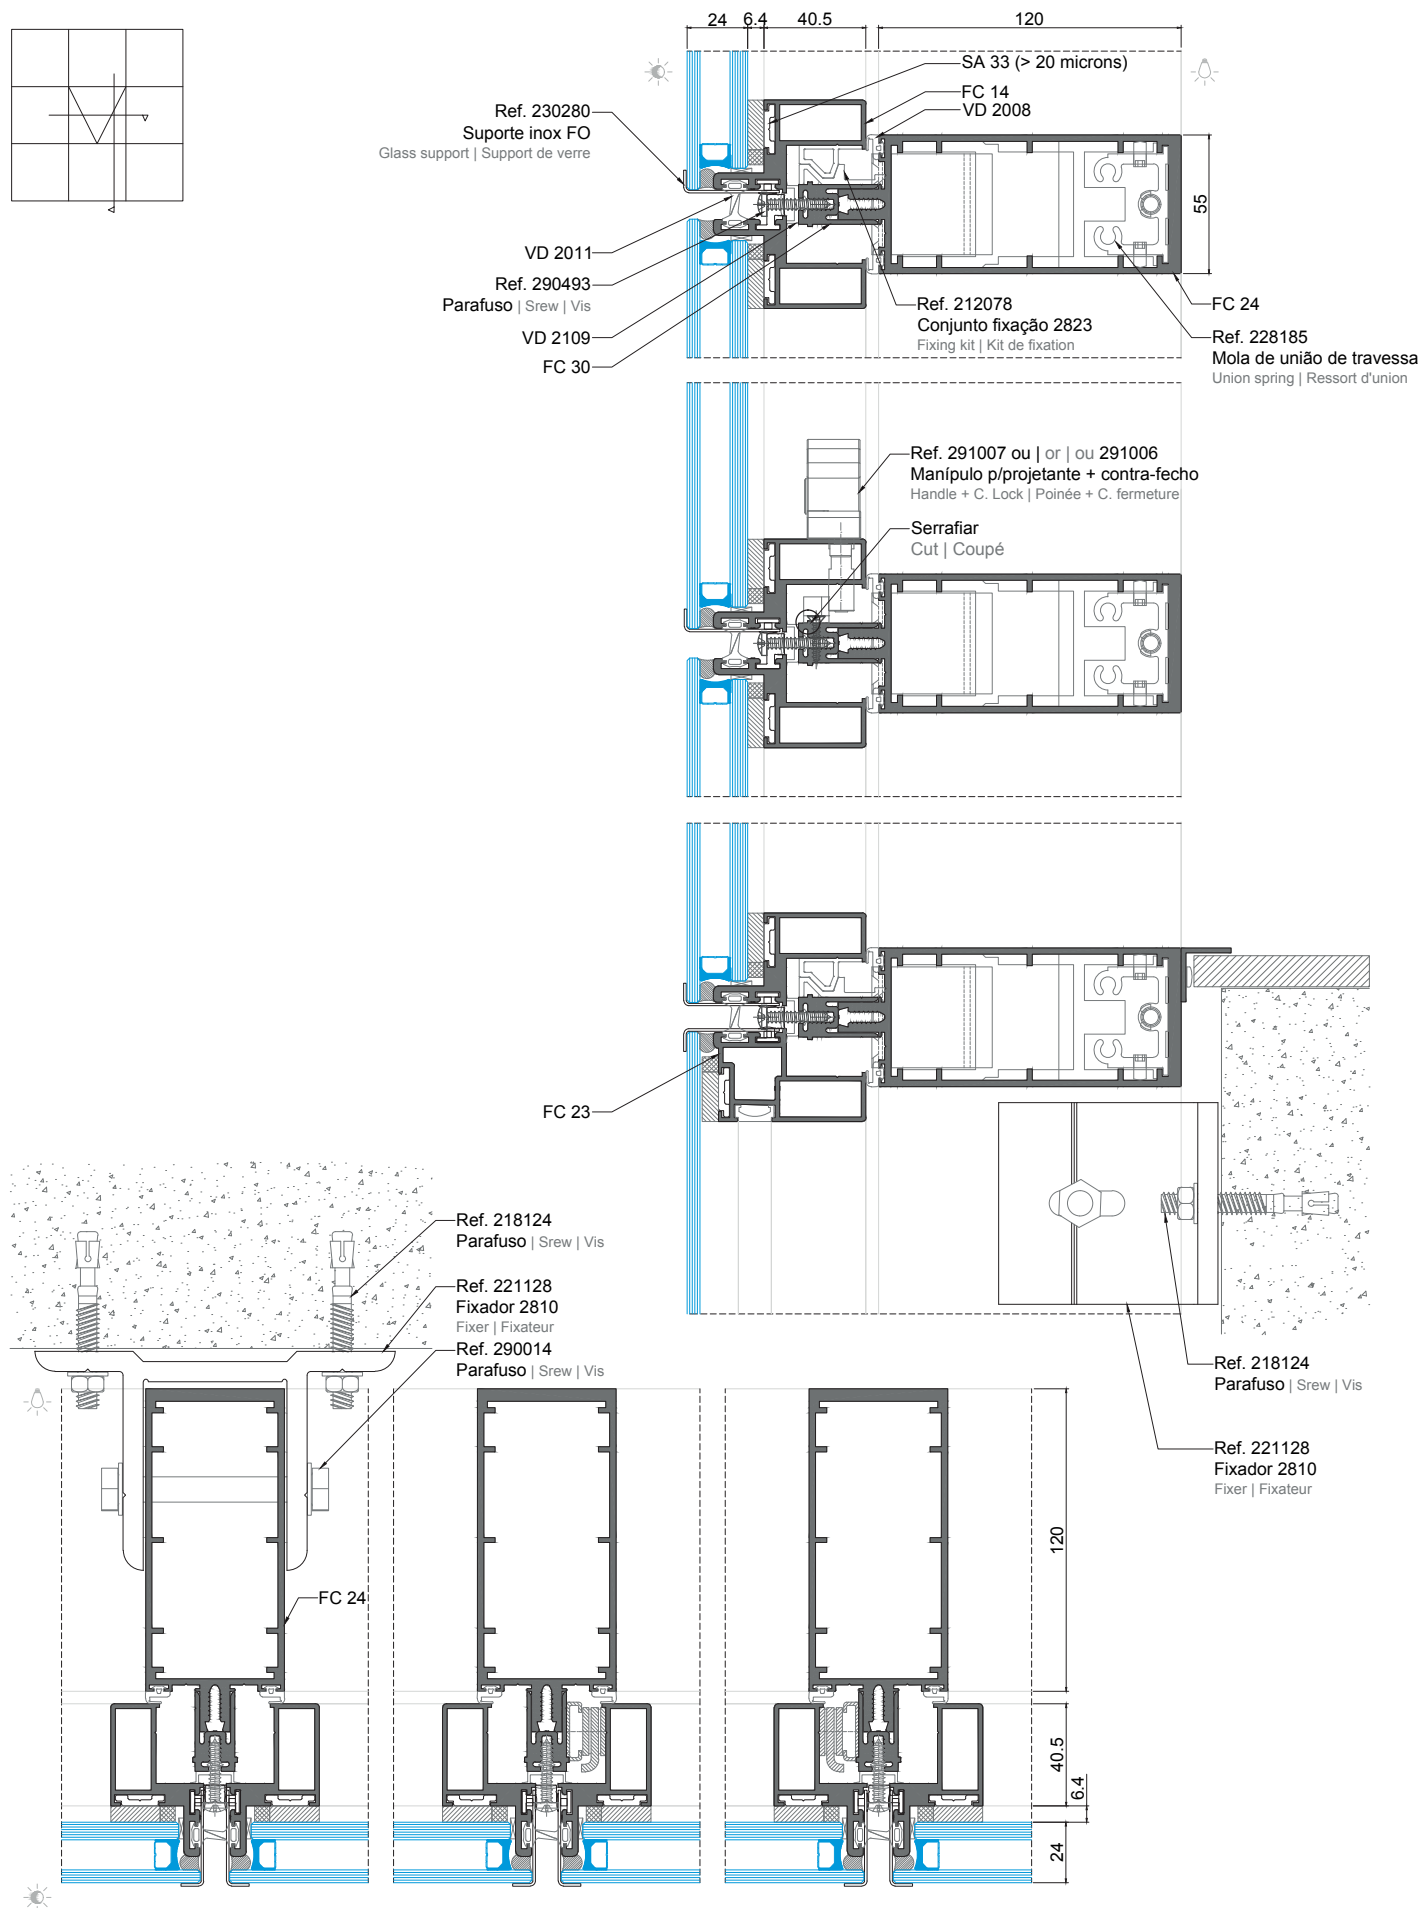 24 6.4 40.5 120
SA 33 (> 20 microns)
FC 14
VD 2008
Ref. 230280
Suporte inox FO
Glass support | Support de verre
55
VD 2011
Ref. 290493
Parafuso | Srew | Vis
VD 2109
FC 30
Ref. 212078
Conjunto fixação 2823
Fixing kit | Kit de fixation
FC 24
Ref. 228185
Mola de união de travessa
Union spring | Ressort d'union
Ref. 291007 ou | or | ou 291006
Manípulo p/projetante + contra-fecho
Handle + C. Lock | Poinée + C. fermeture
Serrafiar
Cut | Coupé
FC 23
Ref. 218124
Parafuso | Srew | Vis
Ref. 221128
Fixador 2810
Fixer | Fixateur
Ref. 290014
Parafuso | Srew | Vis
Ref. 218124
Parafuso | Srew | Vis
Ref. 221128
Fixador 2810
Fixer | Fixateur
FC 24
120
40.5
6.4
24